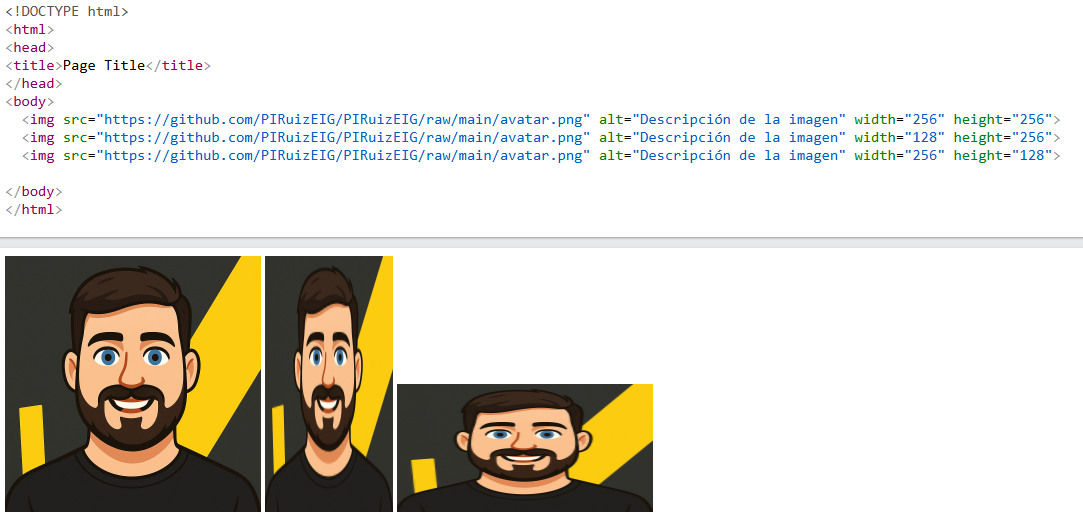 <!DOCTYPE html>
<html>
<head>
<title>Page Title</title>
</head>
<body>
  <img src="https://github.com/PIRuizEIG/PIRuizEIG/raw/main/avatar.png" alt="Descripción de la imagen" width="256" height="256">
  <img src="https://github.com/PIRuizEIG/PIRuizEIG/raw/main/avatar.png" alt="Descripción de la imagen" width="128" height="256">
  <img src="https://github.com/PIRuizEIG/PIRuizEIG/raw/main/avatar.png" alt="Descripción de la imagen" width="256" height="128">
</body>
</html>